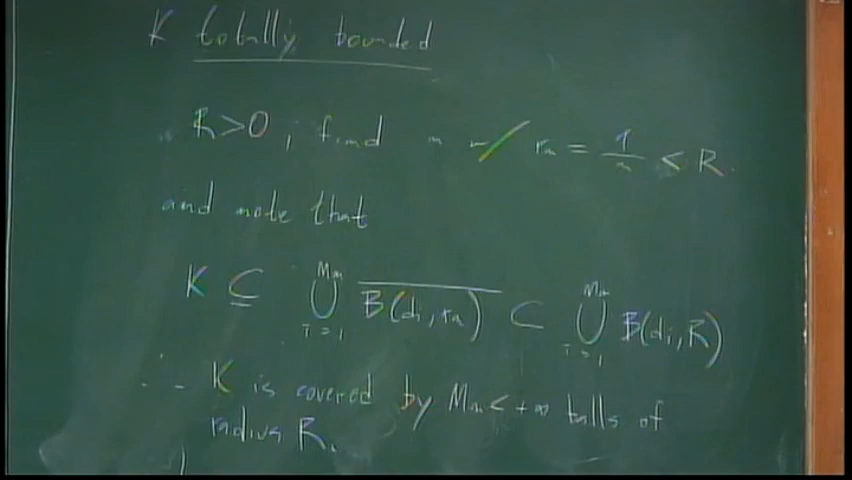 K totally bounded
R>0, find n w/ rₙ = 1/n < R.
and note that
K ⊆ ⋃_{i=1}^{Mₙ} \overline{B(dᵢ, rₙ)} ⊂ ⋃_{i=1}^{Mₙ} B(dᵢ, R)
∴ K is covered by Mₙ < +∞ balls of
radius R.